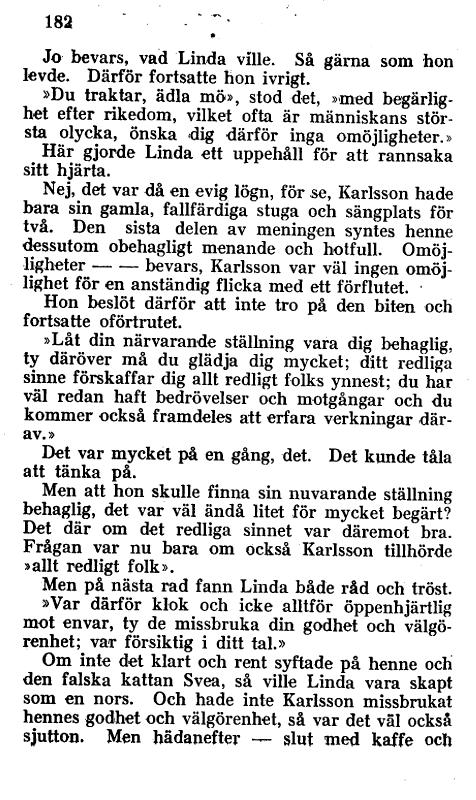 182
Jo bevars, vad Linda ville. Så gärna som hon
levde. Därför fortsatte hon ivrigt.
»Du traktar, ädla mö», stod det, »med begärlig-
het efter rikedom, vilket ofta är människans stör-
sta olycka, önska dig därför inga omöjligheter.»
Här gjorde Linda ett uppehåll för att rannsaka
sitt hjärta.
Nej, det var då en evig lögn, för se, Karlsson hade
bara sin gamla, fallfärdiga stuga och sängplats för
två. Den sista delen av meningen syntes henne
dessutom obehagligt menande och hotfull. Omöj-
ligheter — — bevars, Karlsson var väl ingen omöj-
lighet för en anständig flicka med ett förflutet.
Hon beslöt därför att inte tro på den biten och
fortsatte oförtrutet.
»Låt din närvarande ställning vara dig behaglig,
ty däröver må du glädja dig mycket; ditt redliga
sinne förskaffar dig allt redligt folks ynnest; du har
väl redan haft bedrövelser och motgångar och du
kommer också framdeles att erfara verkningar där-
av.»
Det var mycket på en gång, det. Det kunde tåla
att tänka på.
Men att hon skulle finna sin nuvarande ställning
behaglig, det var väl ändå litet för mycket begärt?
Det där om det redliga sinnet var däremot bra.
Frågan var nu bara om också Karlsson tillhörde
»allt redligt folk».
Men på nästa rad fann Linda både råd och tröst.
»Var därför klok och icke alltför öppenhjärtlig
mot envar, ty de missbruka din godhet och välgö-
renhet; var försiktig i ditt tal.»
Om inte det klart och rent syftade på henne och
den falska kattan Svea, så ville Linda vara skapt
som en nors. Och hade inte Karlsson missbrukat
hennes godhet och välgörenhet, så var det väl också
sjutton. Men hädanefter — slut med kaffe och